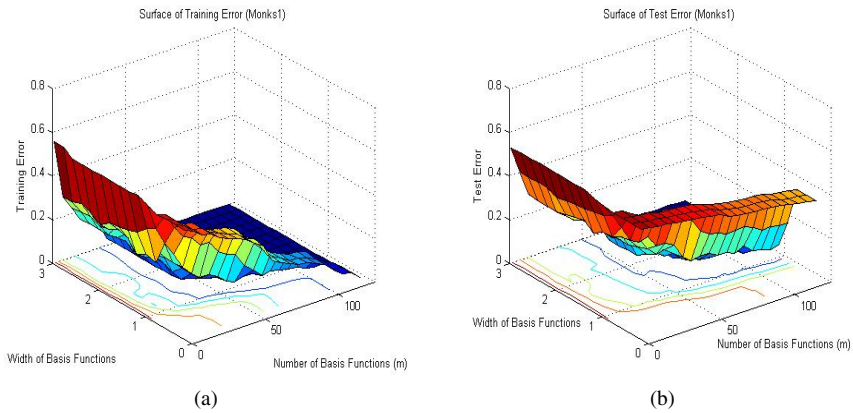 Surface of Training Error (Monks1)
0.8
0.6
0.4
0.2
0
Training Error
3
2
1
0
Width of Basis Functions
0
50
100
Number of Basis Functions (m)
(a)
Surface of Test Error (Monks1)
0.8
0.6
0.4
0.2
0
Test Error
3
2
1
0
Width of Basis Functions
0
50
100
Number of Basis Functions (m)
(b)